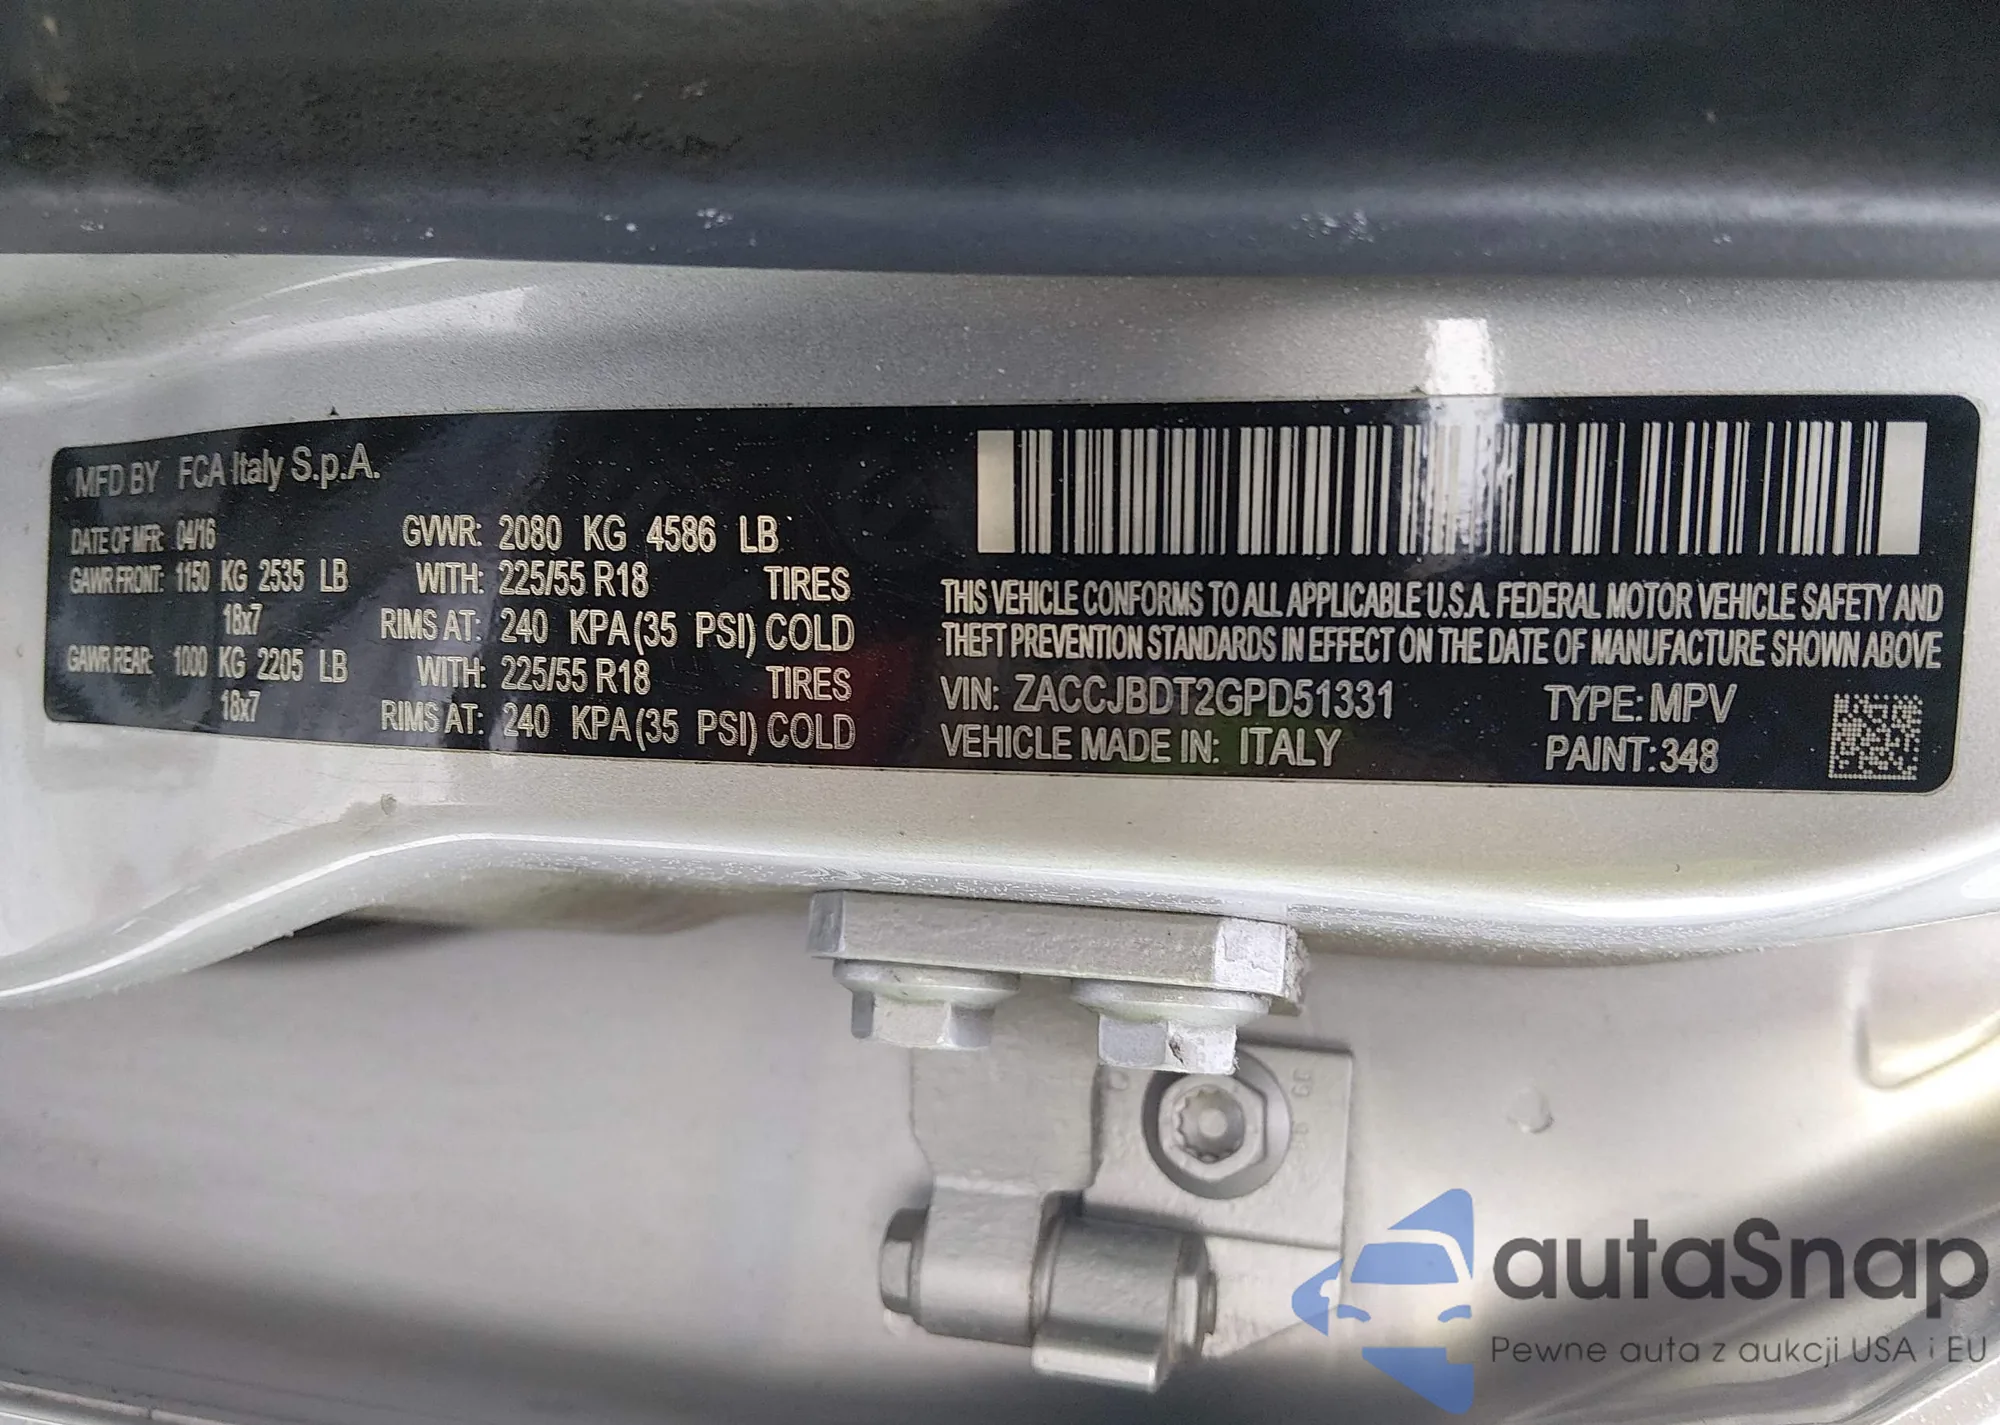 MFD BY FCA Italy S.p.A.
DATE OF MFR: 04/16 GVWR: 2080 KG 4586 LB
GAWR FRONT: 1150 KG 2535 LB WITH: 225/55 R18 TIRES
18x7 RIMS AT: 240 KPA (35 PSI) COLD
GAWR REAR: 1000 KG 2205 LB WITH: 225/55 R18 TIRES
18x7 RIMS AT: 240 KPA (35 PSI) COLD
THIS VEHICLE CONFORMS TO ALL APPLICABLE U.S.A. FEDERAL MOTOR VEHICLE SAFETY AND
THEFT PREVENTION STANDARDS IN EFFECT ON THE DATE OF MANUFACTURE SHOWN ABOVE
VIN: ZACCJBDT2GPD51331 TYPE: MPV
VEHICLE MADE IN: ITALY PAINT: 348
autaSnap
Pewne auta z aukcji USA i EU